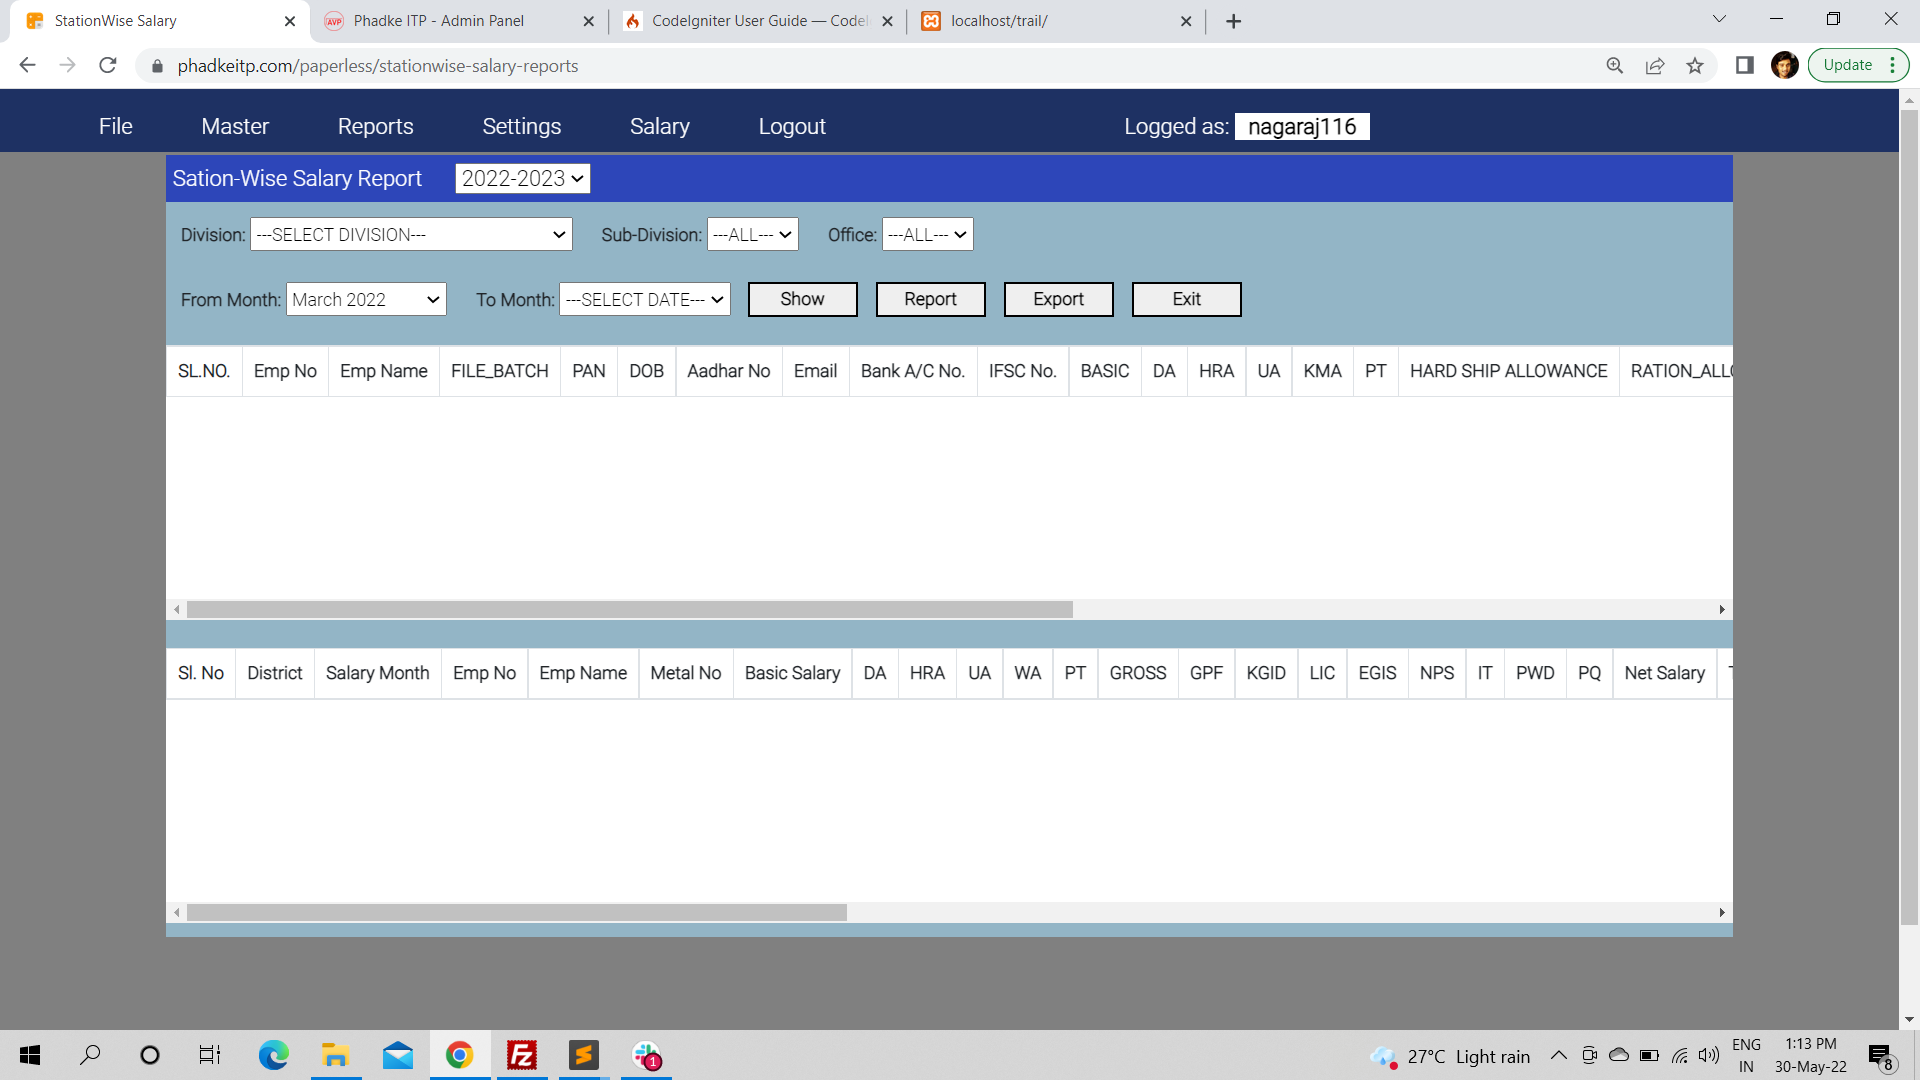 StationWise Salary
Phadke ITP - Admin Panel
CodeIgniter User Guide — CodeI
localhost/trail/
phadkeitp.com/paperless/stationwise-salary-reports
Update
File Master Reports Settings Salary Logout Logged as: nagaraj116
Sation-Wise Salary Report 2022-2023
Division: ---SELECT DIVISION--- Sub-Division: ---ALL--- Office: ---ALL---
From Month: March 2022 To Month: ---SELECT DATE--- Show Report Export Exit
SL.NO. Emp No Emp Name FILE_BATCH PAN DOB Aadhar No Email Bank A/C No. IFSC No. BASIC DA HRA UA KMA PT HARD SHIP ALLOWANCE RATION_ALL
Sl. No District Salary Month Emp No Emp Name Metal No Basic Salary DA HRA UA WA PT GROSS GPF KGID LIC EGIS NPS IT PWD PQ Net Salary
1
27°C Light rain
ENG
IN
1:13 PM
30-May-22
8